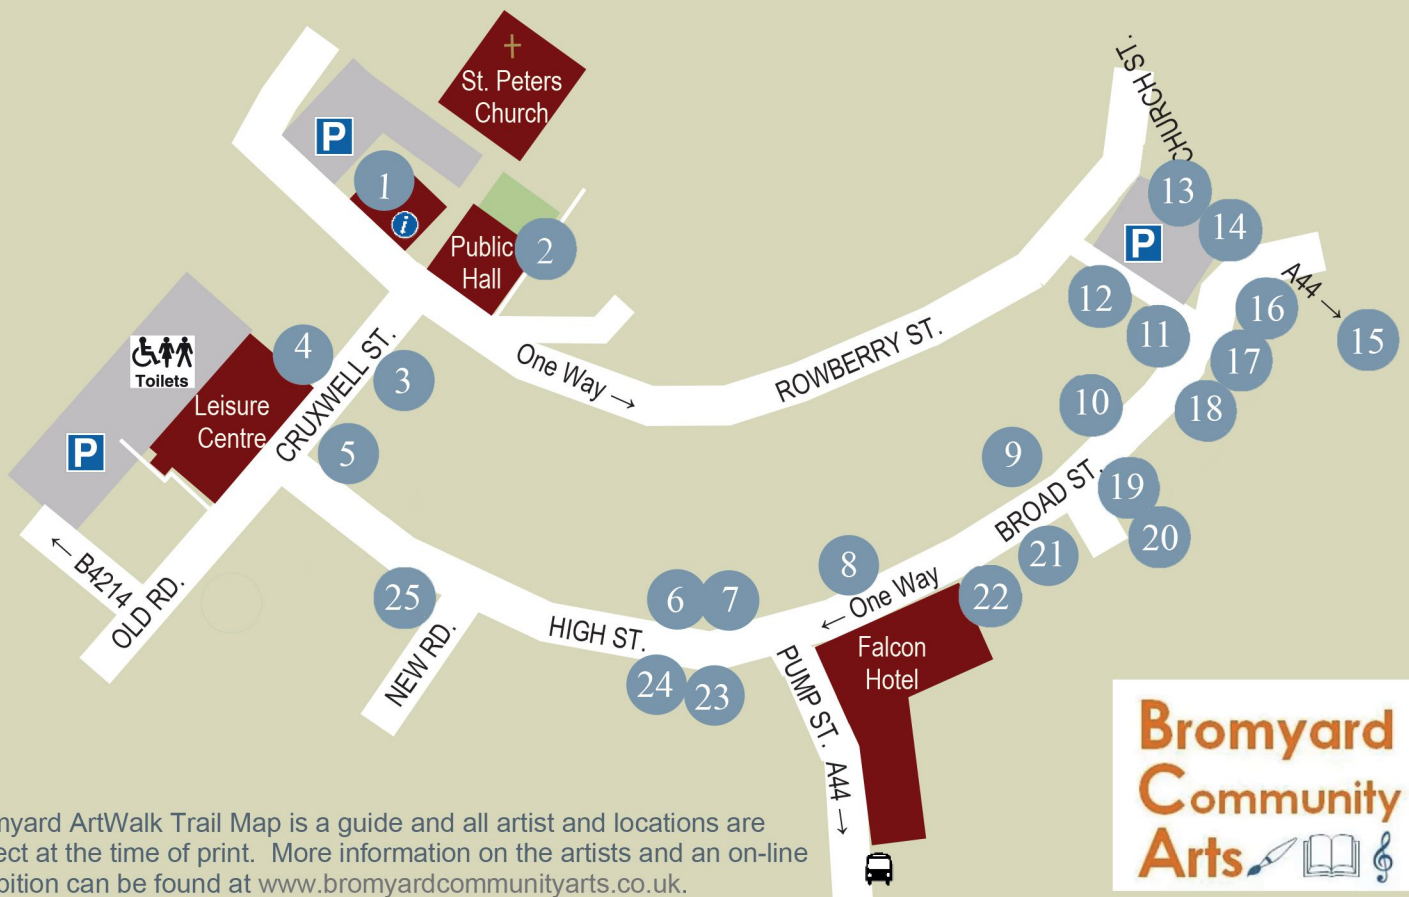 St. Peters
Church
P
1
i
Public
Hall
2
CHURCH ST.
13
P
14
12
11
16
A44 →
15
17
18
4
Toilets
Leisure
Centre
CRUXWELL ST.
3
5
P
One Way →
ROWBERRY ST.
10
9
BROAD ST.
19
20
21
8
← One Way
22
← B4214
OLD RD.
25
NEW RD.
HIGH ST.
6
7
24
23
PUMP ST.
A44 →
Falcon
Hotel
Bromyard
Community
Arts
myard ArtWalk Trail Map is a guide and all artist and locations are
ect at the time of print. More information on the artists and an on-line
bition can be found at www.bromyardcommunityarts.co.uk.